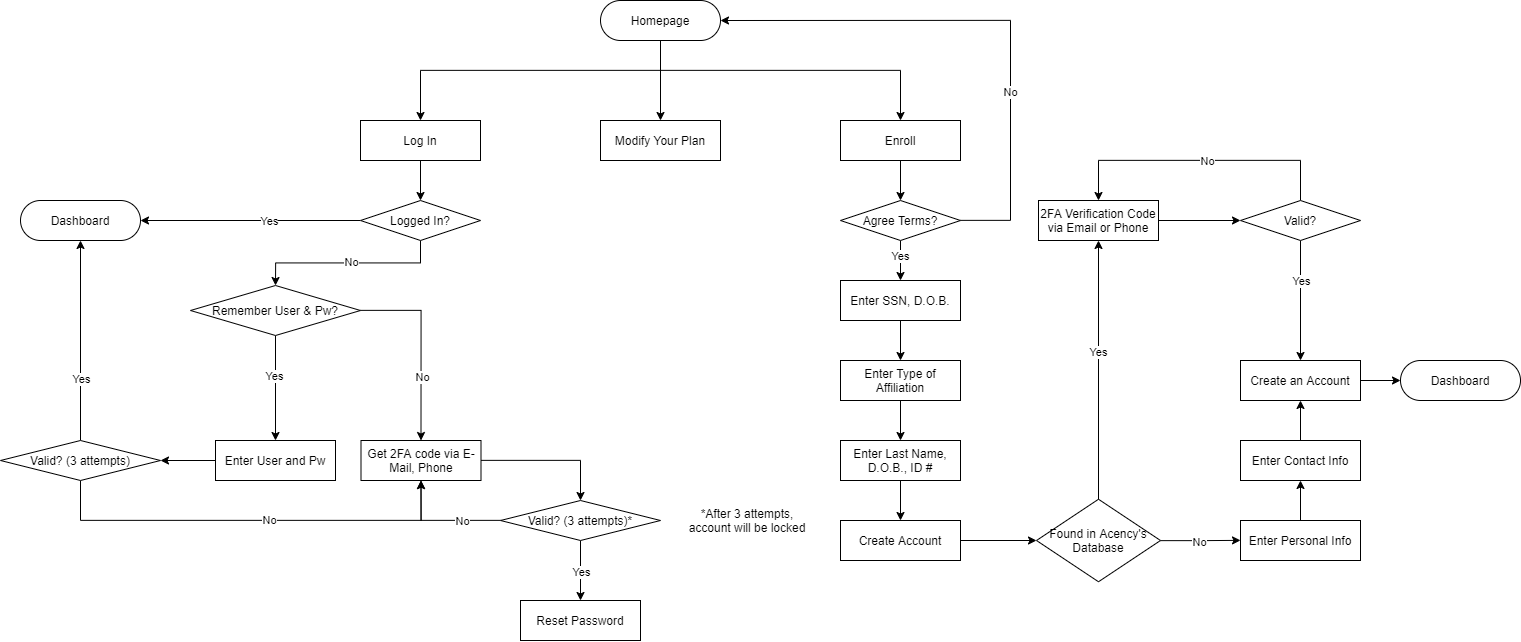 Homepage
No
Log In
Modify Your Plan
Enroll
No
Dashboard
Yes
Logged In?
Agree Terms?
2FA Verification Code
via Email or Phone
Valid?
No
Yes
Remember User & Pw?
Enter SSN, D.O.B.
Yes
Yes
Yes
No
Yes
Enter Type of
Affiliation
Create an Account
Dashboard
Valid? (3 attempts)
Enter User and Pw
Get 2FA code via E-
Mail, Phone
Enter Last Name,
D.O.B., ID #
Enter Contact Info
No
No
Valid? (3 attempts)*
*After 3 attempts,
account will be locked
Create Account
Found in Acency's
Database
No
Enter Personal Info
Yes
Reset Password